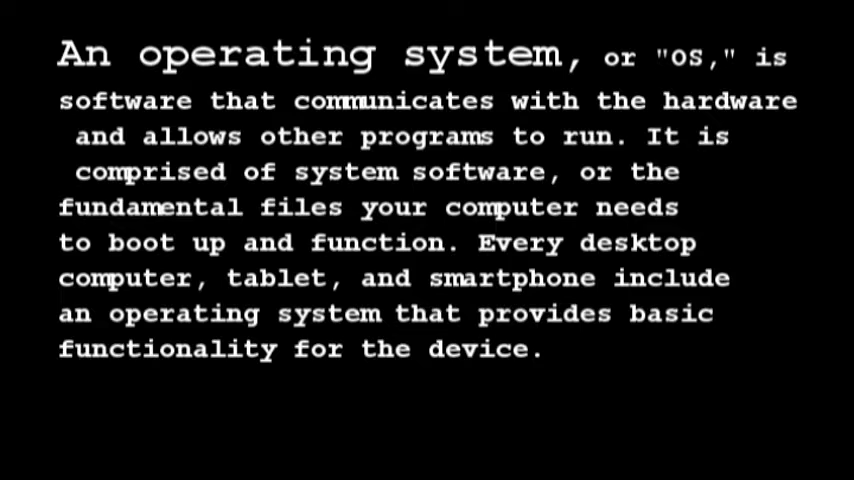 An operating system, or "OS," is
software that communicates with the hardware
and allows other programs to run. It is
comprised of system software, or the
fundamental files your computer needs
to boot up and function. Every desktop
computer, tablet, and smartphone include
an operating system that provides basic
functionality for the device.